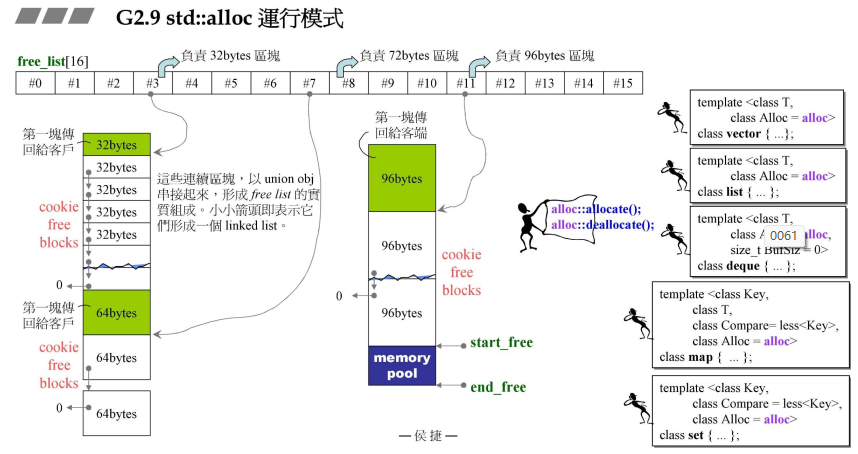 G2.9 std::alloc 運行模式
free_list[16]
負責 32bytes 區塊
負責 72bytes 區塊
負責 96bytes 區塊
#0 #1 #2 #3 #4 #5 #6 #7 #8 #9 #10 #11 #12 #13 #14 #15
第一塊傳
回給客戶
32bytes
32bytes
32bytes
32bytes
32bytes
cookie
free
blocks
0
這些連續區塊，以 union obj
串接起來，形成 free list 的實
質組成。小小箭頭即表示它
們形成一個 linked list。
第一塊傳
回給客戶
64bytes
cookie
free
blocks
64bytes
0
64bytes
第一塊傳
回給客端
96bytes
96bytes
cookie
free
blocks
0
96bytes
start_free
memory
pool
end_free
alloc::allocate();
alloc::deallocate();
template <class T,
class Alloc = alloc>
class vector { ...};
template <class T,
class Alloc = alloc>
class list { ... };
template <class T,
class A 0061 alloc,
size_t BufSiz = 0>
class deque { ... };
template <class Key,
class T,
class Compare= less<Key>,
class Alloc = alloc>
class map { ... };
template <class Key,
class Compare = less<Key>,
class Alloc = alloc>
class set { ... };
— 侯 捷 —